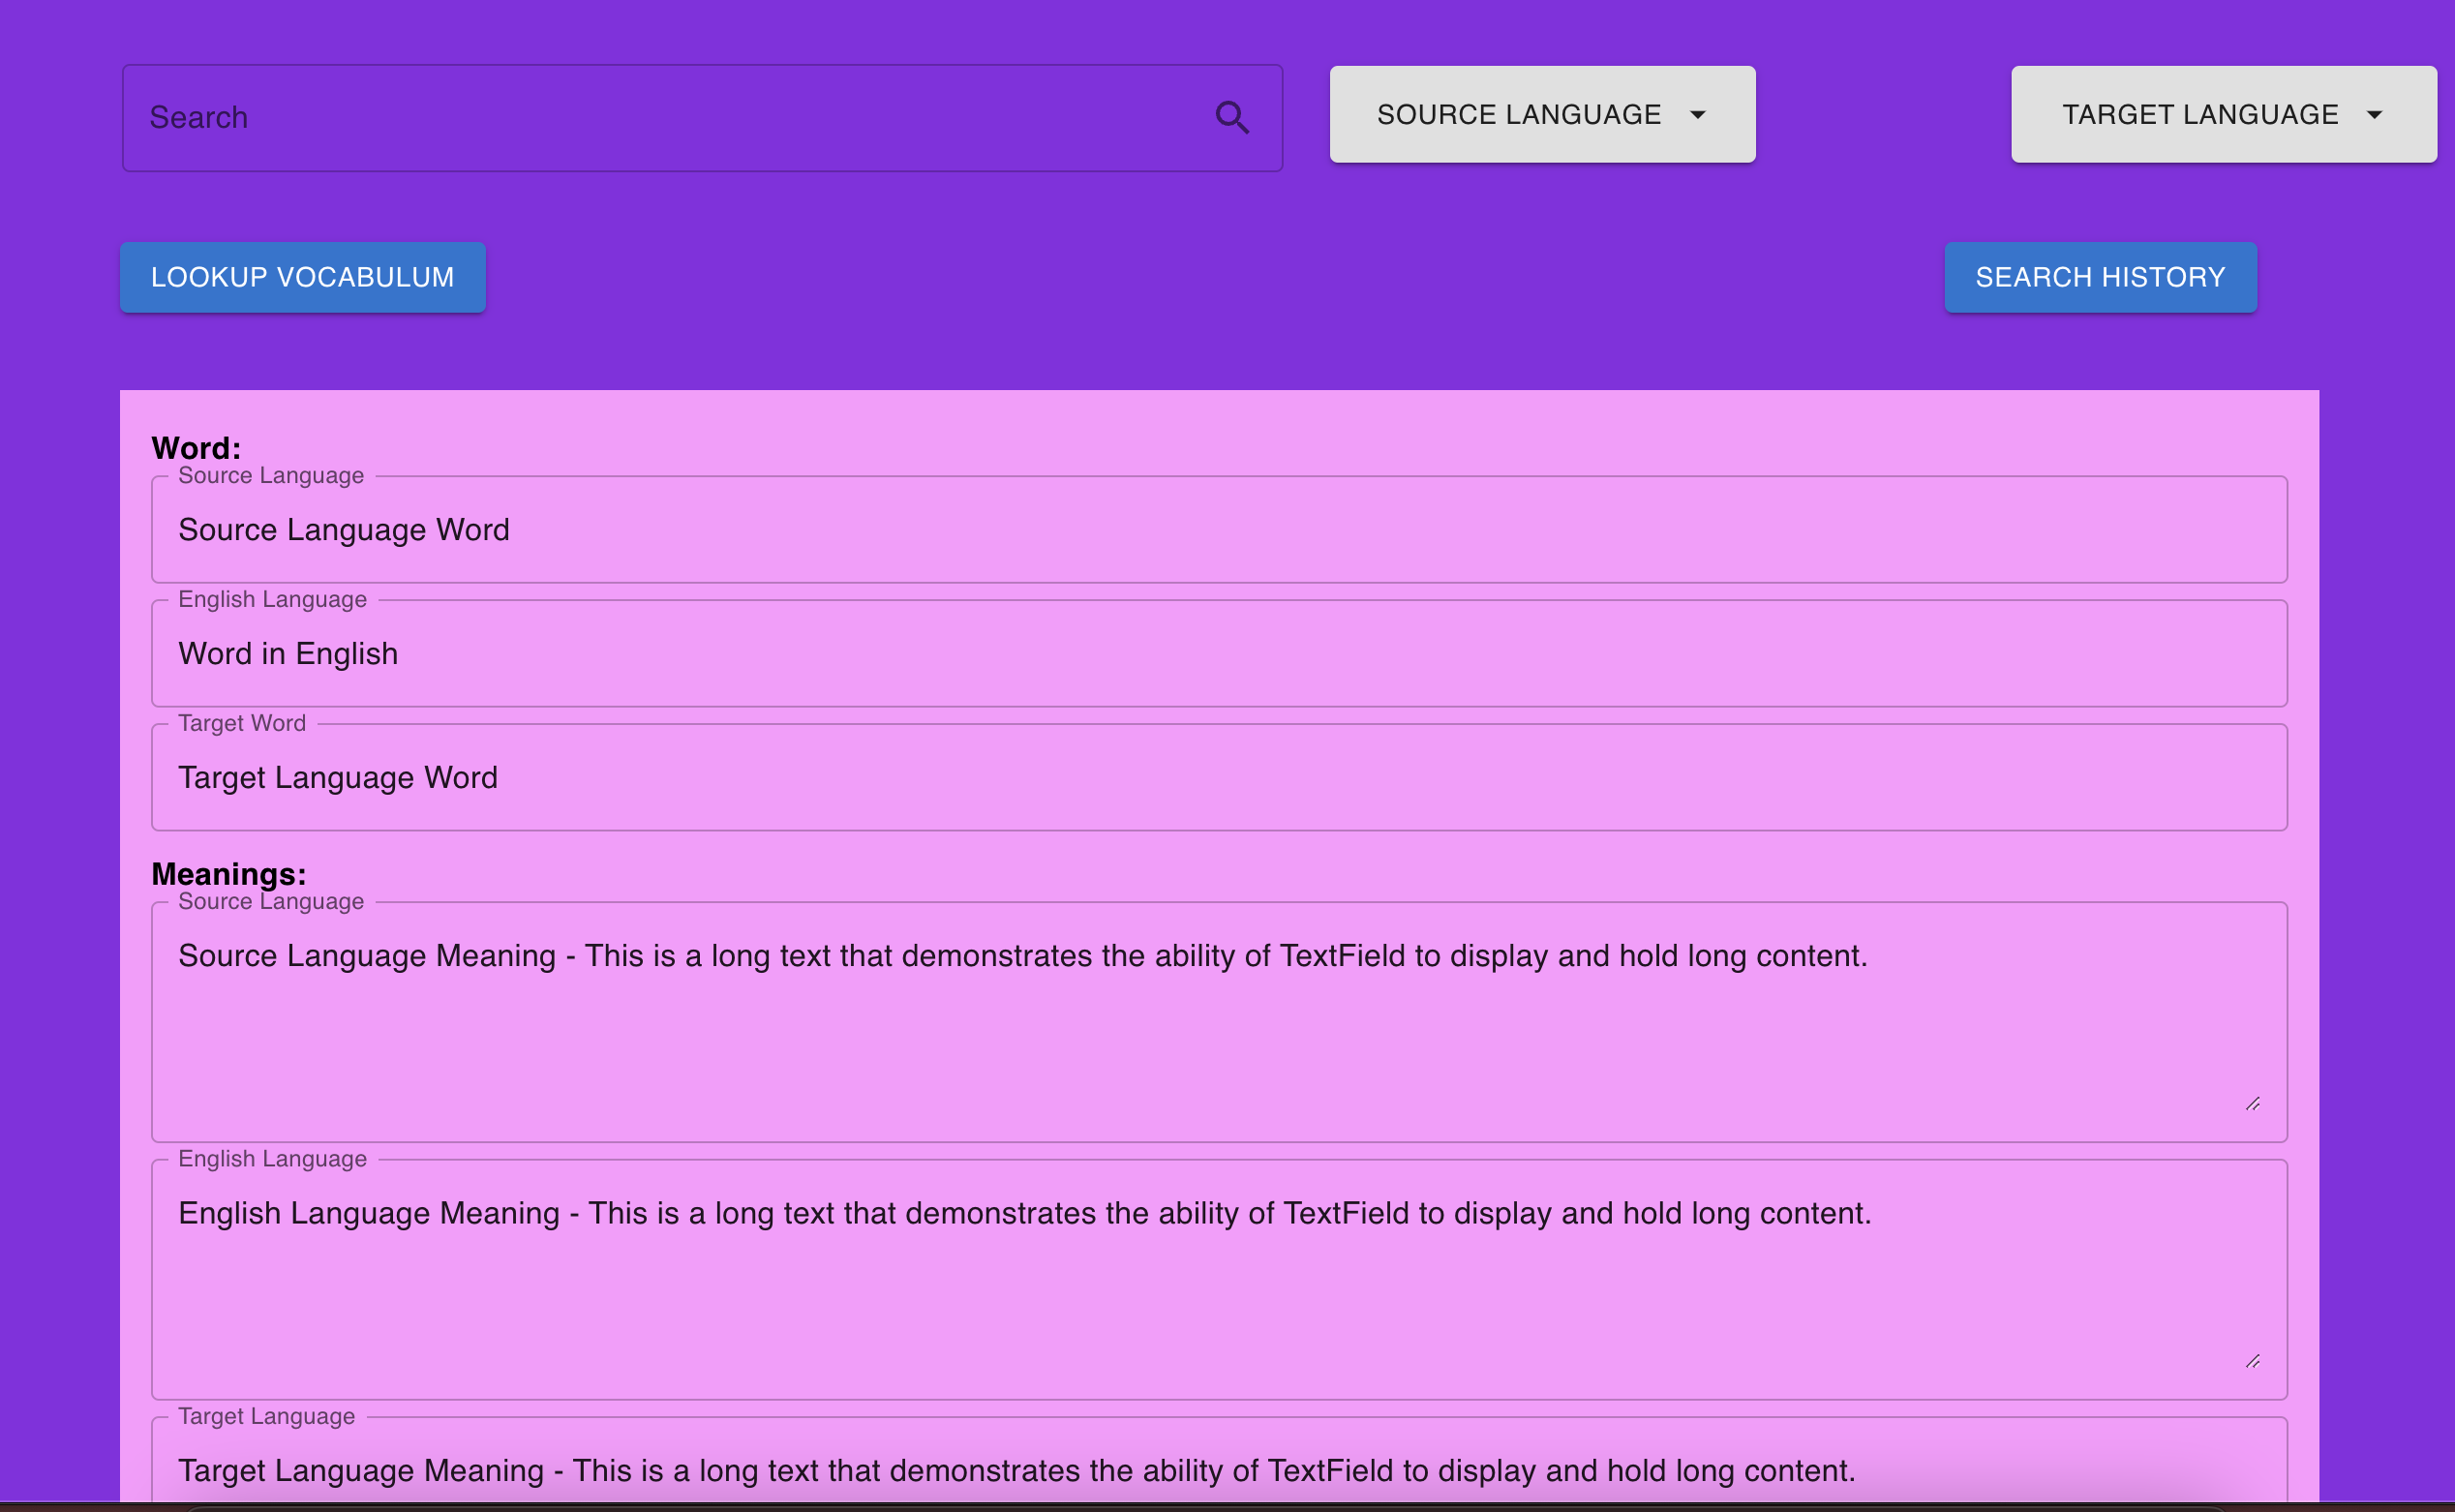 Search
SOURCE LANGUAGE
TARGET LANGUAGE
LOOKUP VOCABULUM
SEARCH HISTORY
Word:
Source Language
Source Language Word
English Language
Word in English
Target Word
Target Language Word
Meanings:
Source Language
Source Language Meaning - This is a long text that demonstrates the ability of TextField to display and hold long content.
English Language
English Language Meaning - This is a long text that demonstrates the ability of TextField to display and hold long content.
Target Language
Target Language Meaning - This is a long text that demonstrates the ability of TextField to display and hold long content.